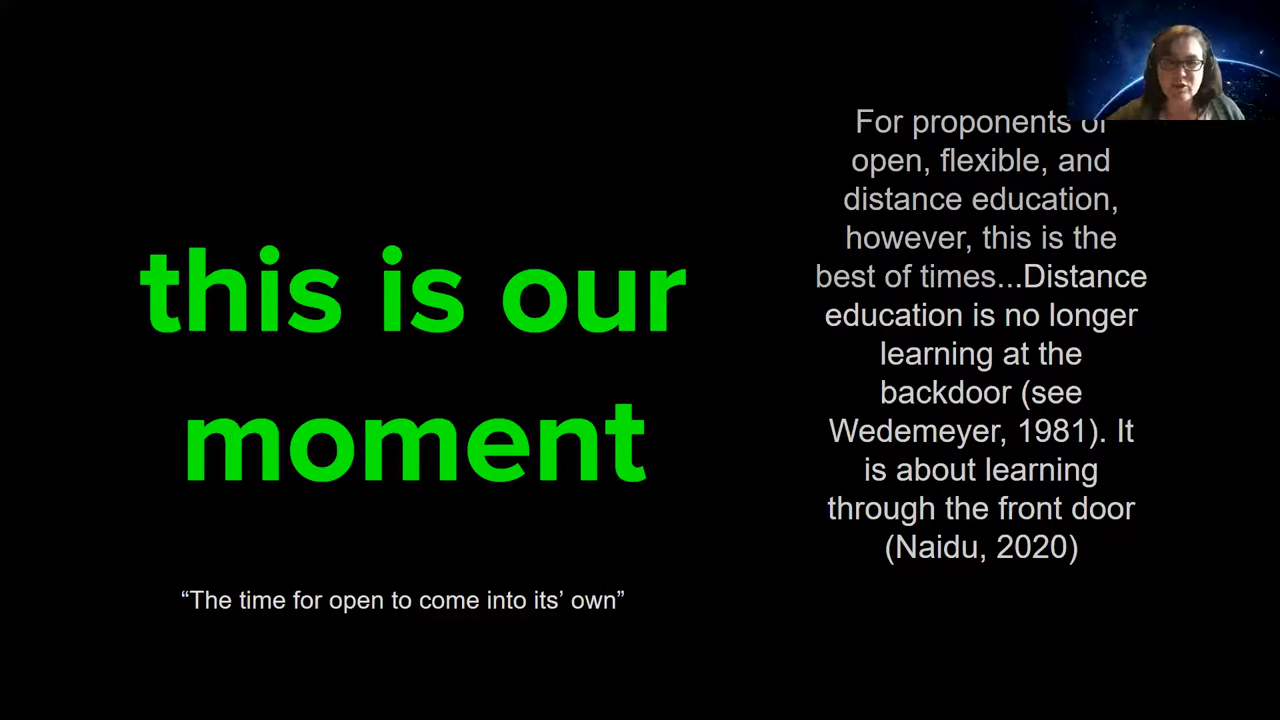 this is our
moment
“The time for open to come into its’ own”
For proponents of
open, flexible, and
distance education,
however, this is the
best of times...Distance
education is no longer
learning at the
backdoor (see
Wedemeyer, 1981). It
is about learning
through the front door
(Naidu, 2020)